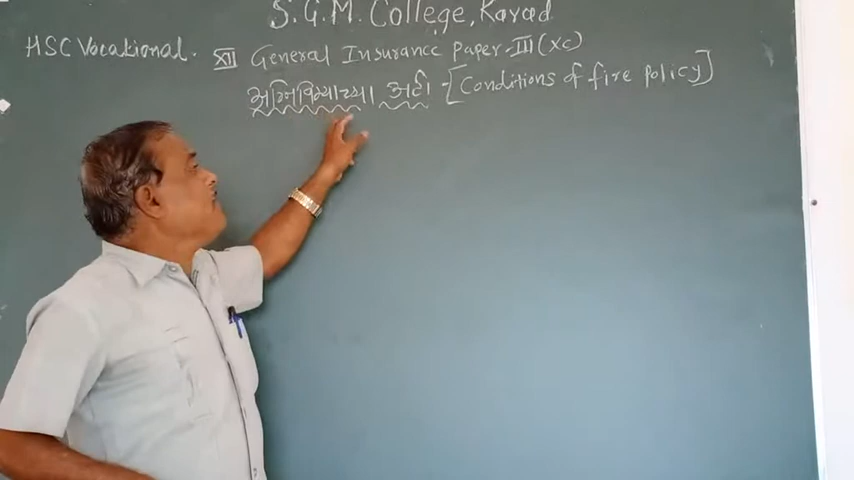 S.G.M. College, Karad
HSC Vocational. XII General Insurance Paper-III (XC)
अग्निविम्याच्या अटी [Conditions of fire policy]